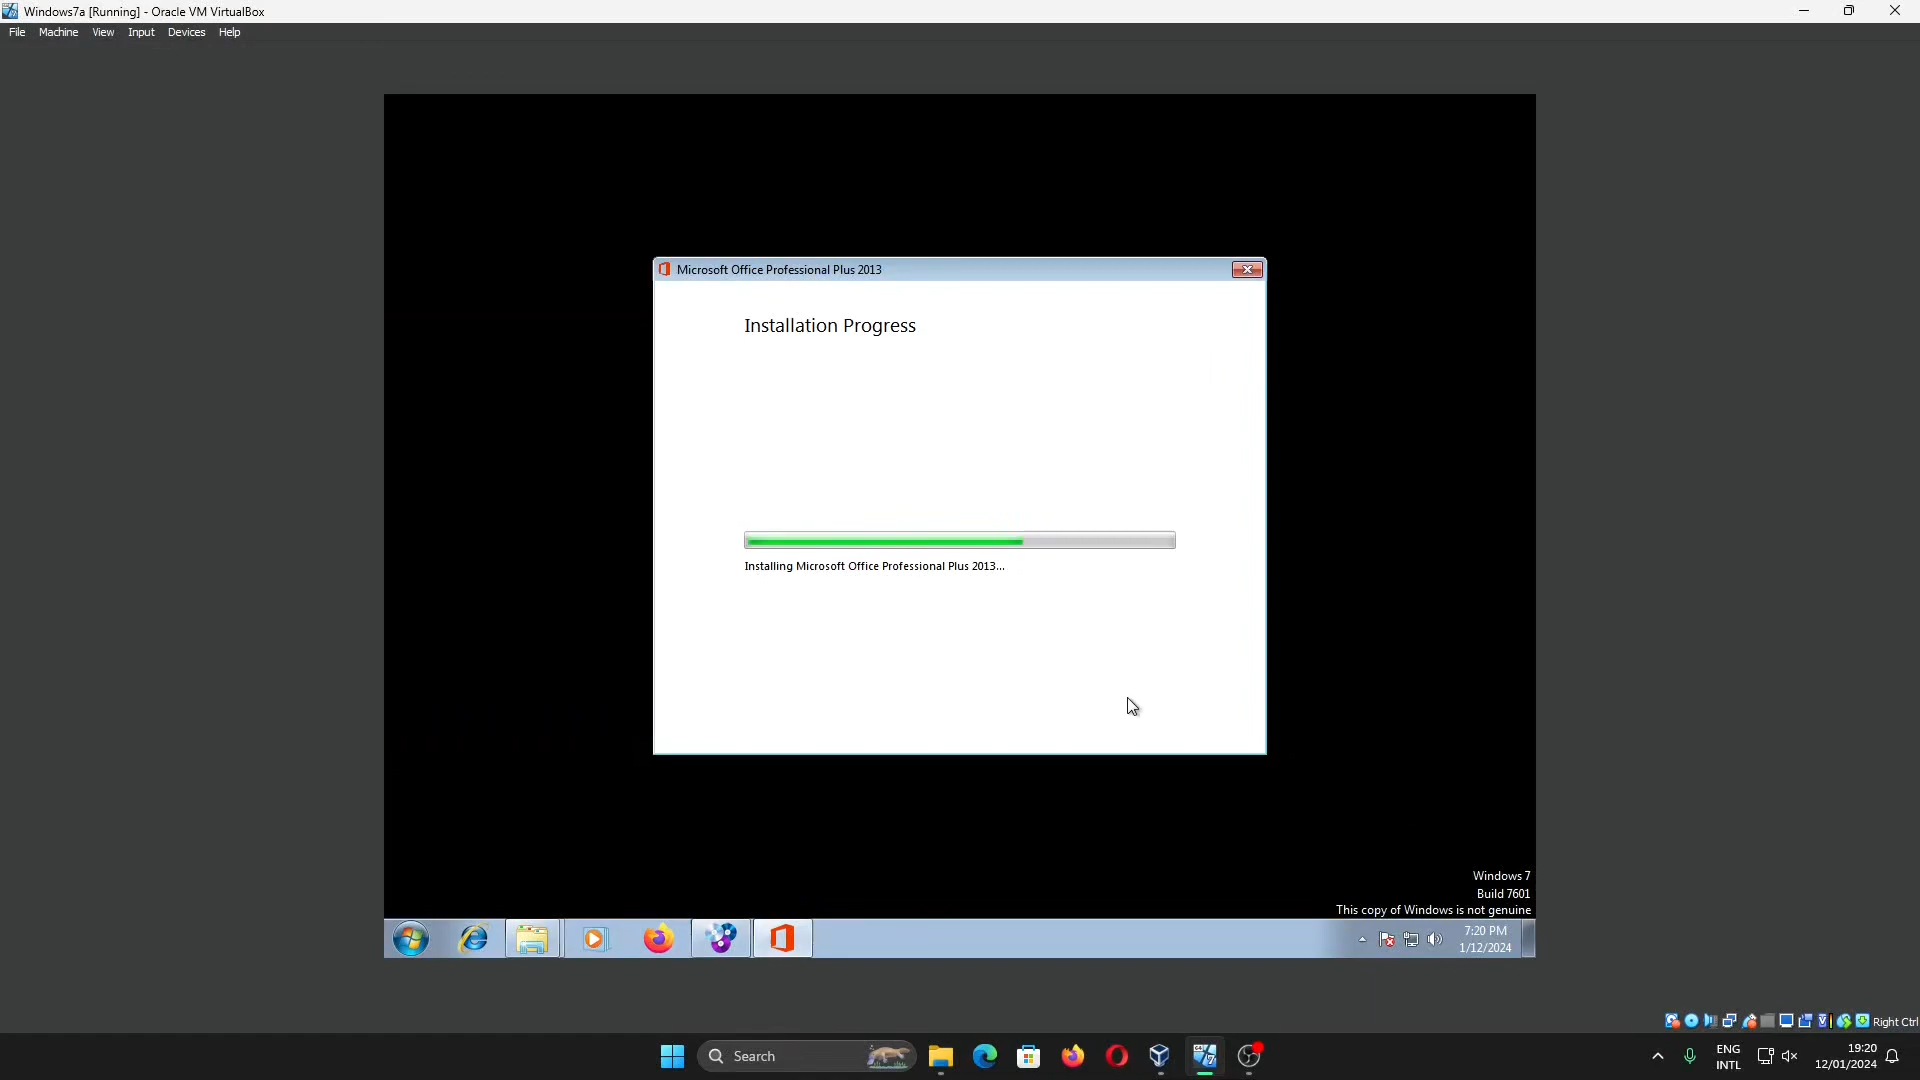 Windows7a [Running] - Oracle VM VirtualBox
File Machine View Input Devices Help
Microsoft Office Professional Plus 2013
Installation Progress
Installing Microsoft Office Professional Plus 2013...
Windows 7
Build 7601
This copy of Windows is not genuine
7:20 PM
1/12/2024
Right Ctrl
Search
ENG
INTL
19:20
12/01/2024